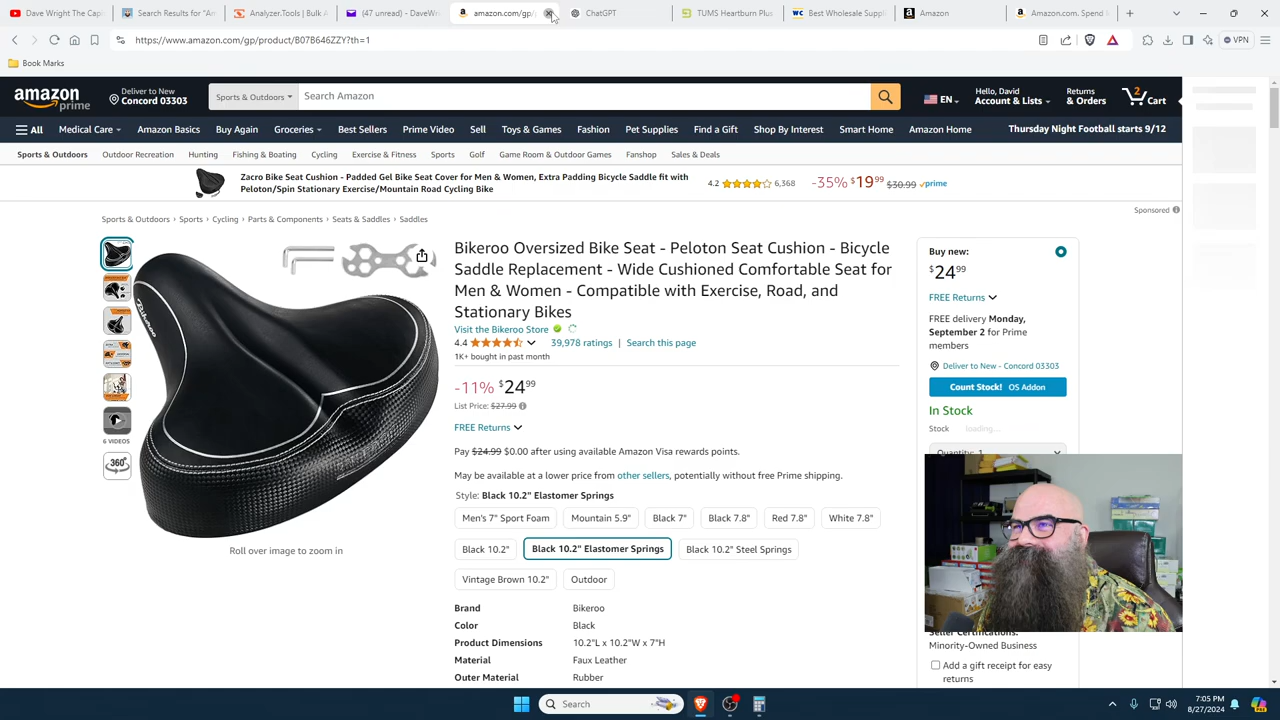 Dave Wright The Cap
Search Results for "Am
Analyzer.Tools | Bulk A
(47 unread) - DaveWr
amazon.com/gp/
ChatGPT
TUMS Heartburn Plus
Best Wholesale Suppl
Amazon
Amazon.com. Spend
https://www.amazon.com/gp/product/B07B646ZZY?th=1
VPN
Book Marks
amazon
prime
Deliver to New
Concord 03303
Sports & Outdoors
Search Amazon
EN
Hello, David
Account & Lists
Returns
& Orders
2
Cart
All
Medical Care
Amazon Basics
Buy Again
Groceries
Best Sellers
Prime Video
Sell
Toys & Games
Fashion
Pet Supplies
Find a Gift
Shop By Interest
Smart Home
Amazon Home
Thursday Night Football starts 9/12
Sports & Outdoors
Outdoor Recreation
Hunting
Fishing & Boating
Cycling
Exercise & Fitness
Sports
Golf
Game Room & Outdoor Games
Fanshop
Sales & Deals
Zacro Bike Seat Cushion - Padded Gel Bike Seat Cover for Men & Women, Extra Padding Bicycle Saddle fit with
Peloton/Spin Stationary Exercise/Mountain Road Cycling Bike
4.2
6,368
-35% $19.99 $30.99 prime
Sponsored
Sports & Outdoors › Sports › Cycling › Parts & Components › Seats & Saddles › Saddles
Bikeroo
6 VIDEOS
360°
Roll over image to zoom in
Bikeroo Oversized Bike Seat - Peloton Seat Cushion - Bicycle
Saddle Replacement - Wide Cushioned Comfortable Seat for
Men & Women - Compatible with Exercise, Road, and
Stationary Bikes
Visit the Bikeroo Store
4.4
39,978 ratings | Search this page
1K+ bought in past month
-11% $24.99
List Price: $27.99
FREE Returns
Pay $24.99 $0.00 after using available Amazon Visa rewards points.
May be available at a lower price from other sellers, potentially without free Prime shipping.
Style: Black 10.2" Elastomer Springs
Men's 7" Sport Foam
Mountain 5.9"
Black 7"
Black 7.8"
Red 7.8"
White 7.8"
Black 10.2"
Black 10.2" Elastomer Springs
Black 10.2" Steel Springs
Vintage Brown 10.2"
Outdoor
Brand Bikeroo
Color Black
Product Dimensions 10.2"L x 10.2"W x 7"H
Material Faux Leather
Outer Material Rubber
Buy new:
$24.99
FREE Returns
FREE delivery Monday,
September 2 for Prime
members
Deliver to New - Concord 03303
Count Stock! OS Addon
In Stock
Stock loading...
Quantity: 1
Seller Certifications:
Minority-Owned Business
Add a gift receipt for easy
returns
Search
7:05 PM
8/27/2024